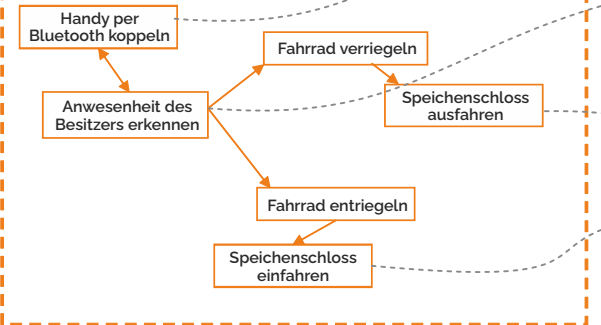 Handy per
Bluetooth koppeln
Fahrrad verriegeln
Anwesenheit des
Besitzers erkennen
Speichenschloss
ausfahren
Fahrrad entriegeln
Speichenschloss
einfahren